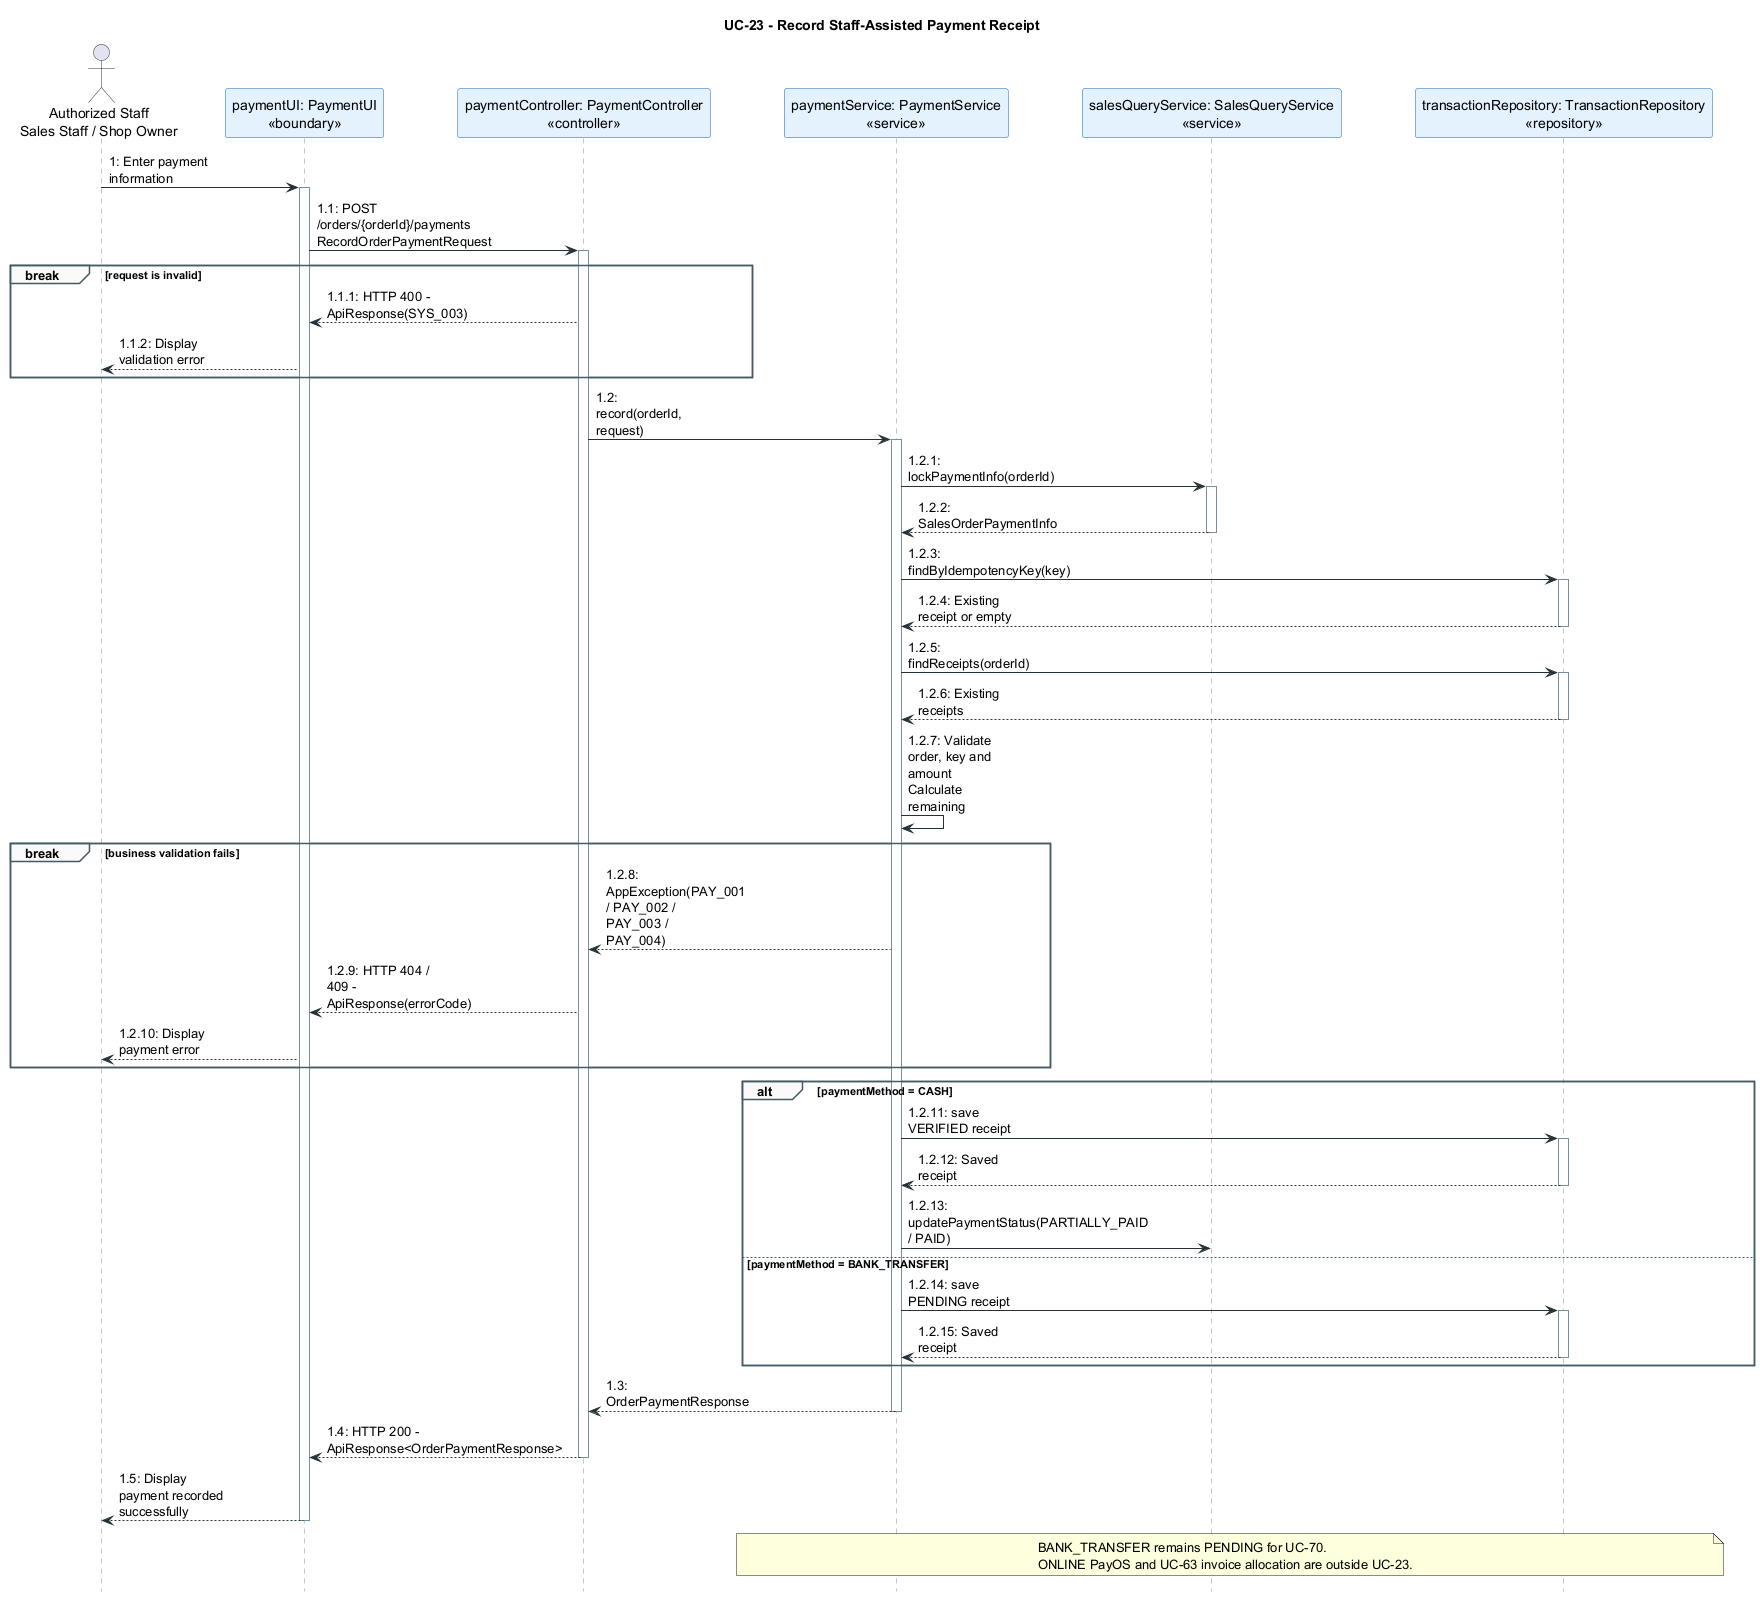 UC-23 - Record Staff-Assisted Payment Receipt
Authorized Staff
Sales Staff / Shop Owner
paymentUI: PaymentUI
«boundary»
paymentController: PaymentController
«controller»
paymentService: PaymentService
«service»
salesQueryService: SalesQueryService
«service»
transactionRepository: TransactionRepository
«repository»
1: Enter payment
information
1.1: POST
/orders/{orderId}/payments
RecordOrderPaymentRequest
break
[request is invalid]
1.1.1: HTTP 400 -
ApiResponse(SYS_003)
1.1.2: Display
validation error
1.2:
record(orderId,
request)
1.2.1:
lockPaymentInfo(orderId)
1.2.2:
SalesOrderPaymentInfo
1.2.3:
findByIdempotencyKey(key)
1.2.4: Existing
receipt or empty
1.2.5:
findReceipts(orderId)
1.2.6: Existing
receipts
1.2.7: Validate
order, key and
amount
Calculate
remaining
break
[business validation fails]
1.2.8:
AppException(PAY_001
/ PAY_002 /
PAY_003 /
PAY_004)
1.2.9: HTTP 404 /
409 -
ApiResponse(errorCode)
1.2.10: Display
payment error
alt
[paymentMethod = CASH]
1.2.11: save
VERIFIED receipt
1.2.12: Saved
receipt
1.2.13:
updatePaymentStatus(PARTIALLY_PAID
/ PAID)
[paymentMethod = BANK_TRANSFER]
1.2.14: save
PENDING receipt
1.2.15: Saved
receipt
1.3:
OrderPaymentResponse
1.4: HTTP 200 -
ApiResponse<OrderPaymentResponse>
1.5: Display
payment recorded
successfully
BANK_TRANSFER remains PENDING for UC-70.
ONLINE PayOS and UC-63 invoice allocation are outside UC-23.